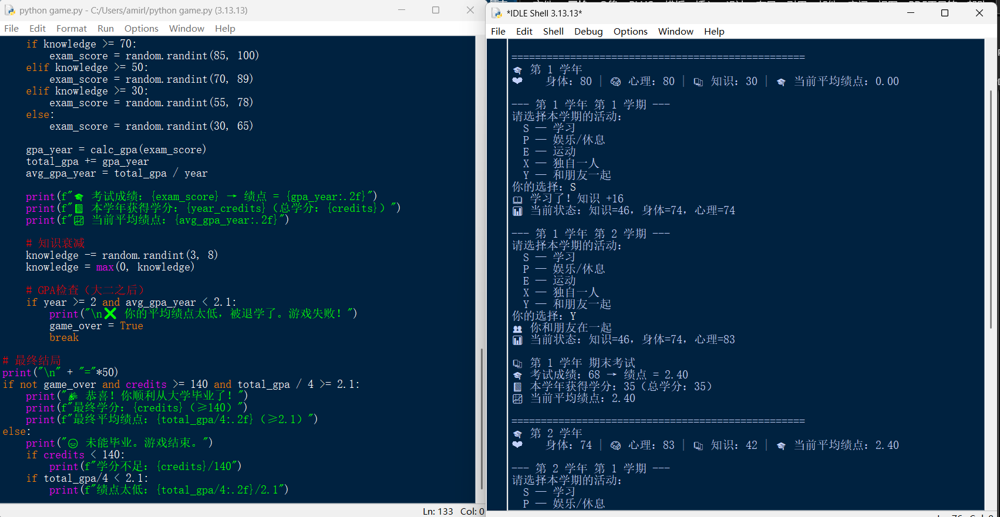 python game.py - C:/Users/amirl/python game.py (3.13.13)
File Edit Format Run Options Window Help
if knowledge >= 70:
exam_score = random.randint(85, 100)
elif knowledge >= 50:
exam_score = random.randint(70, 89)
elif knowledge >= 30:
exam_score = random.randint(55, 78)
else:
exam_score = random.randint(30, 65)
gpa_year = calc_gpa(exam_score)
total_gpa += gpa_year
avg_gpa_year = total_gpa / year
print(f"🎓 考试成绩：{exam_score} → 绩点 = {gpa_year:.2f}")
print(f"📗 本学年获得学分：{year_credits}（总学分：{credits}）")
print(f"📈 当前平均绩点：{avg_gpa_year:.2f}")
# 知识衰减
knowledge -= random.randint(3, 8)
knowledge = max(0, knowledge)
# GPA检查（大二之后）
if year >= 2 and avg_gpa_year < 2.1:
print("\n❌ 你的平均绩点太低，被退学了。游戏失败！")
game_over = True
break
# 最终结局
print("\n" + "="*50)
if not game_over and credits >= 140 and total_gpa / 4 >= 2.1:
print("🎉 恭喜！你顺利从大学毕业了！")
print(f"最终学分：{credits}（≥140）")
print(f"最终平均绩点：{total_gpa/4:.2f}（≥2.1）")
else:
print("😞 未能毕业。游戏结束。")
if credits < 140:
print(f"学分不足：{credits}/140")
if total_gpa/4 < 2.1:
print(f"绩点太低：{total_gpa/4:.2f}/2.1")
Ln: 133 Col: 0
*IDLE Shell 3.13.13*
File Edit Shell Debug Options Window Help
==================================================
🎓 第 1 学年
❤ 身体：80 | 🧠 心理：80 | 📚 知识：30 | 🎓 当前平均绩点：0.00
--- 第 1 学年 第 1 学期 ---
请选择本学期的活动：
S — 学习
P — 娱乐/休息
E — 运动
X — 独自一人
Y — 和朋友一起
你的选择：S
📖 学习了！知识 +16
📊 当前状态：知识=46，身体=74，心理=74
--- 第 1 学年 第 2 学期 ---
请选择本学期的活动：
S — 学习
P — 娱乐/休息
E — 运动
X — 独自一人
Y — 和朋友一起
你的选择：Y
👥 你和朋友在一起
📊 当前状态：知识=46，身体=74，心理=83
📚 第 1 学年 期末考试
🎓 考试成绩：68 → 绩点 = 2.40
📗 本学年获得学分：35（总学分：35）
📈 当前平均绩点：2.40
==================================================
🎓 第 2 学年
❤ 身体：74 | 🧠 心理：83 | 📚 知识：42 | 🎓 当前平均绩点：2.40
--- 第 2 学年 第 1 学期 ---
请选择本学期的活动：
S — 学习
P — 娱乐/休息